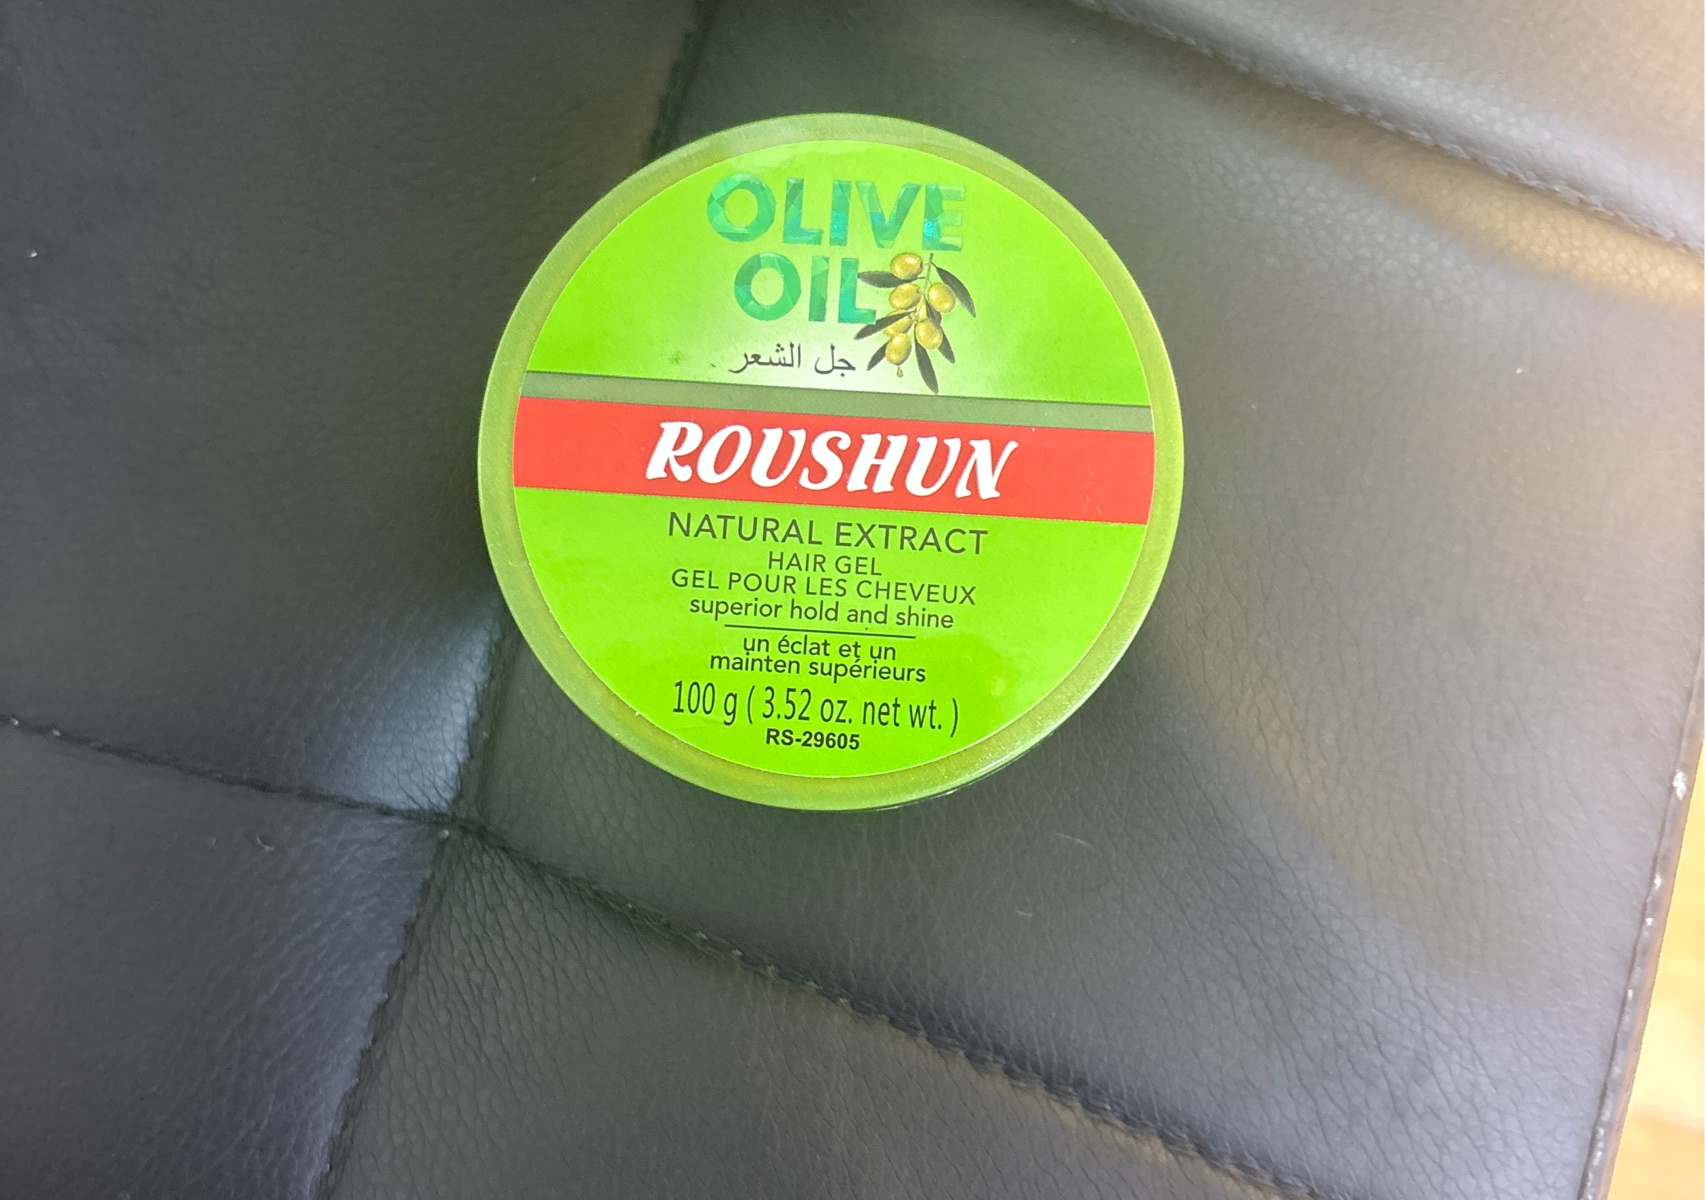 OLIVE
OIL
جل الشعر
ROUSHUN
NATURAL EXTRACT
HAIR GEL
GEL POUR LES CHEVEUX
superior hold and shine
un éclat et un
mainten supérieurs
100 g ( 3.52 oz. net wt. )
RS-29605